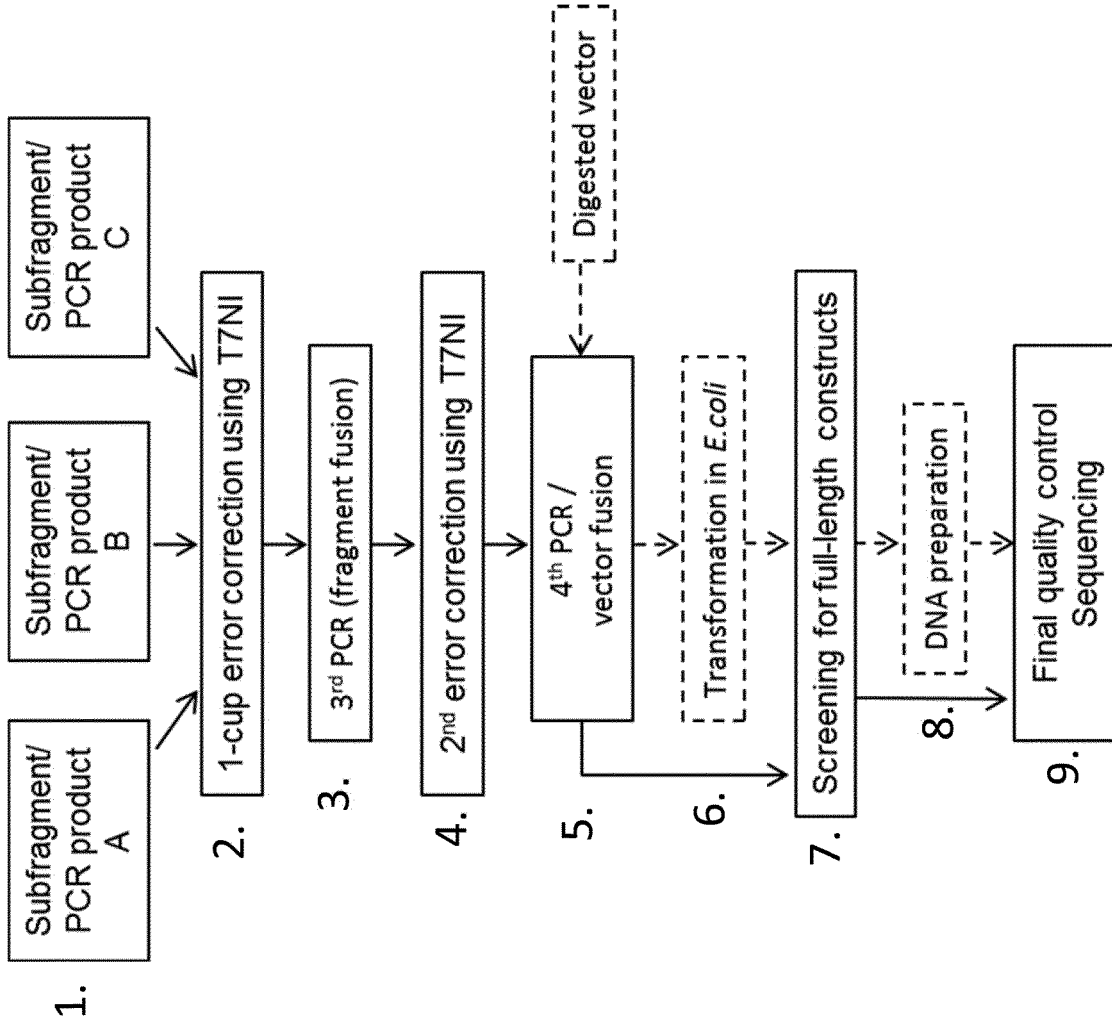 1.
Subfragment/
PCR product
A
Subfragment/
PCR product
B
Subfragment/
PCR product
C
2.
1-cup error correction using T7NI
3.
3rd PCR (fragment fusion)
4.
2nd error correction using T7NI
5.
4th PCR /
vector fusion
Digested vector
6.
Transformation in E.coli
7.
Screening for full-length constructs
8.
DNA preparation
9.
Final quality control
Sequencing